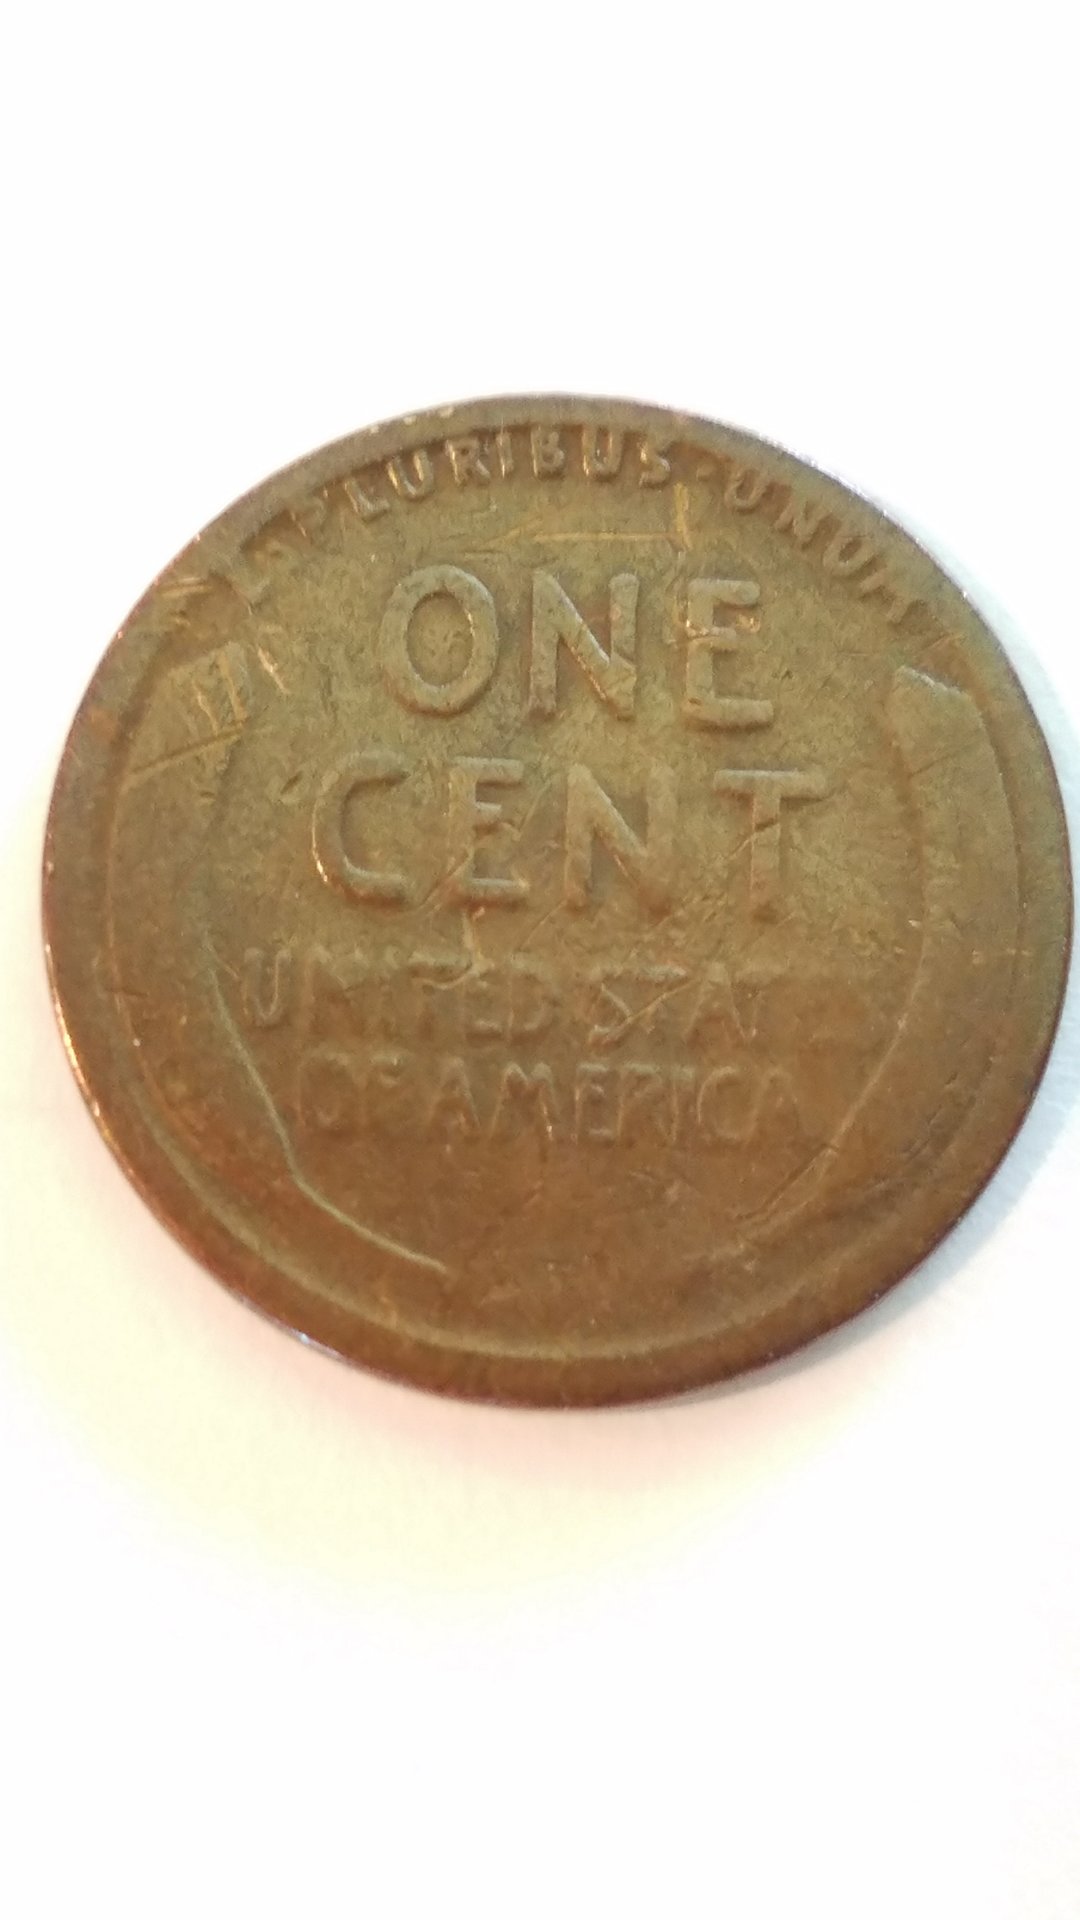 E PLURIBUS · UNUM
ONE
CENT
UNITED STAT
OF AMERICA